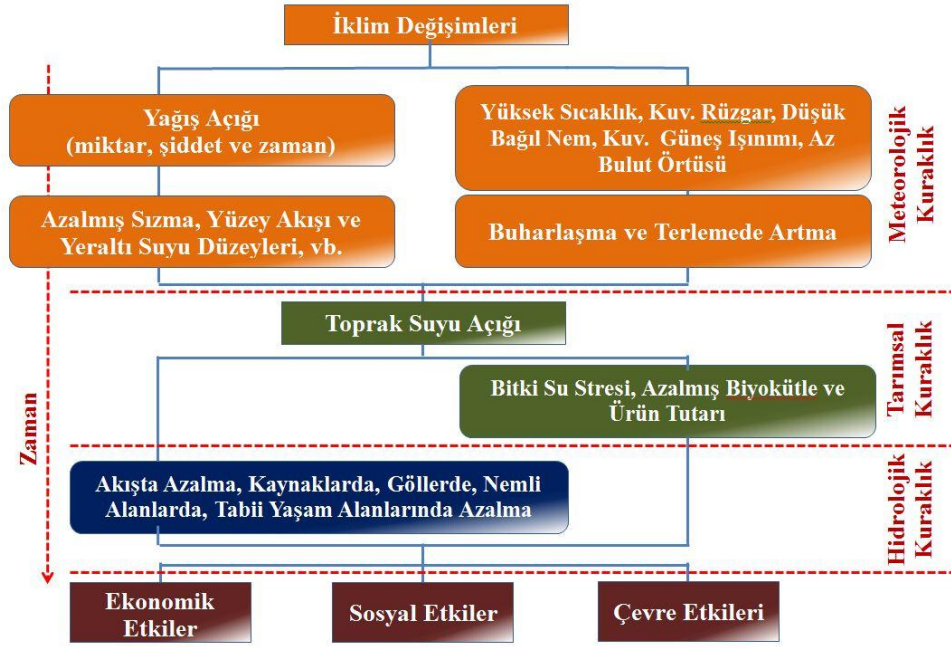 İklim Değişimleri
Yağış Açığı
(miktar, şiddet ve zaman)
Yüksek Sıcaklık, Kuv. Rüzgar, Düşük
Bağıl Nem, Kuv. Güneş Işınımı, Az
Bulut Örtüsü
Azalmış Sızma, Yüzey Akışı ve
Yeraltı Suyu Düzeyleri, vb.
Buharlaşma ve Terlemede Artma
Meteorolojik
Kuraklık
Toprak Suyu Açığı
Bitki Su Stresi, Azalmış Biyokütle ve
Ürün Tutarı
Tarımsal
Kuraklık
Zaman
Akışta Azalma, Kaynaklarda, Göllerde, Nemli
Alanlarda, Tabii Yaşam Alanlarında Azalma
Hidrolojik
Kuraklık
Ekonomik
Etkiler
Sosyal Etkiler
Çevre Etkileri